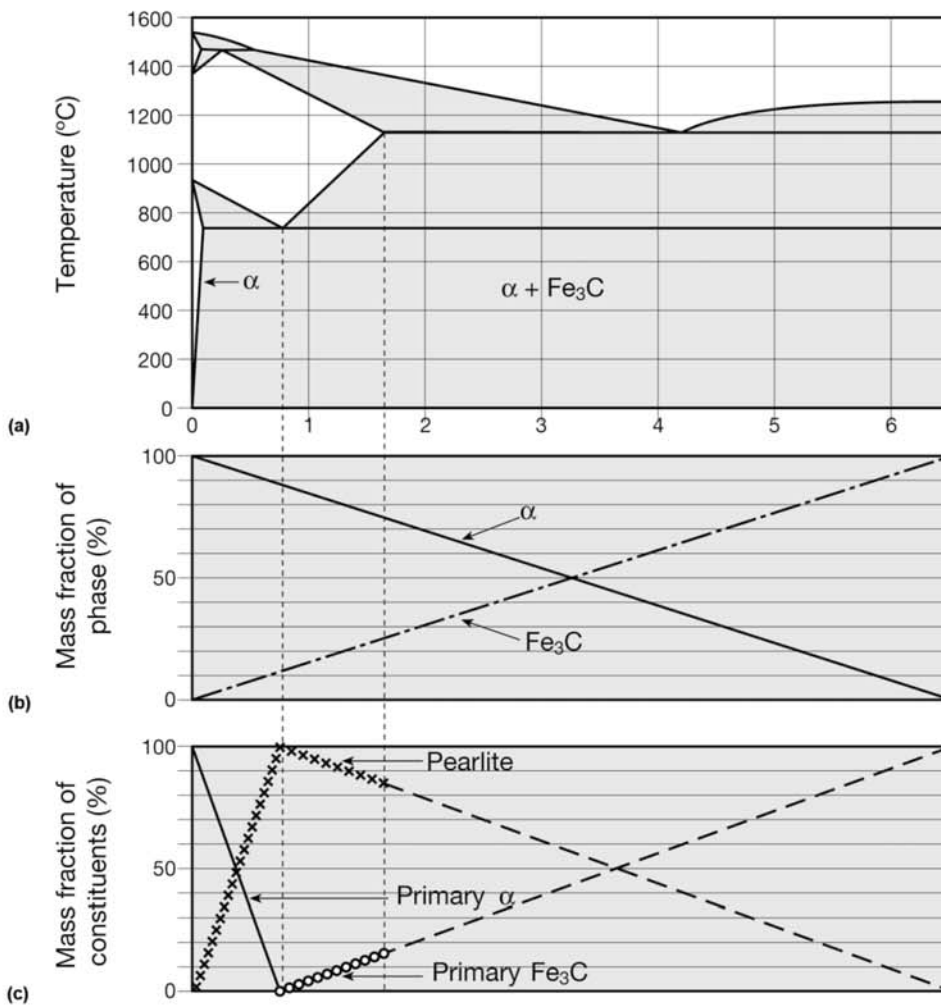 1600
1400
1200
1000
800
600
400
200
0
Temperature (°C)
α
α + Fe₃C
(a)
0 1 2 3 4 5 6
100
50
0
Mass fraction of
phase (%)
α
Fe₃C
(b)
100
50
0
Mass fraction of
constituents (%)
Pearlite
Primary α
Primary Fe₃C
(c)